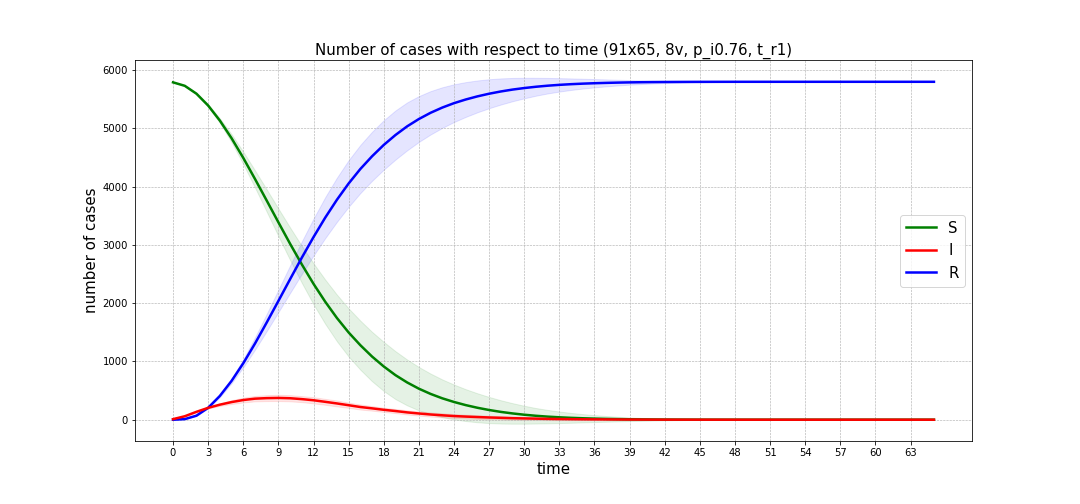 Number of cases with respect to time (91x65, 8v, p_i0.76, t_r1)
6000
5000
4000
3000
2000
1000
0
number of cases
S
I
R
0 3 6 9 12 15 18 21 24 27 30 33 36 39 42 45 48 51 54 57 60 63
time